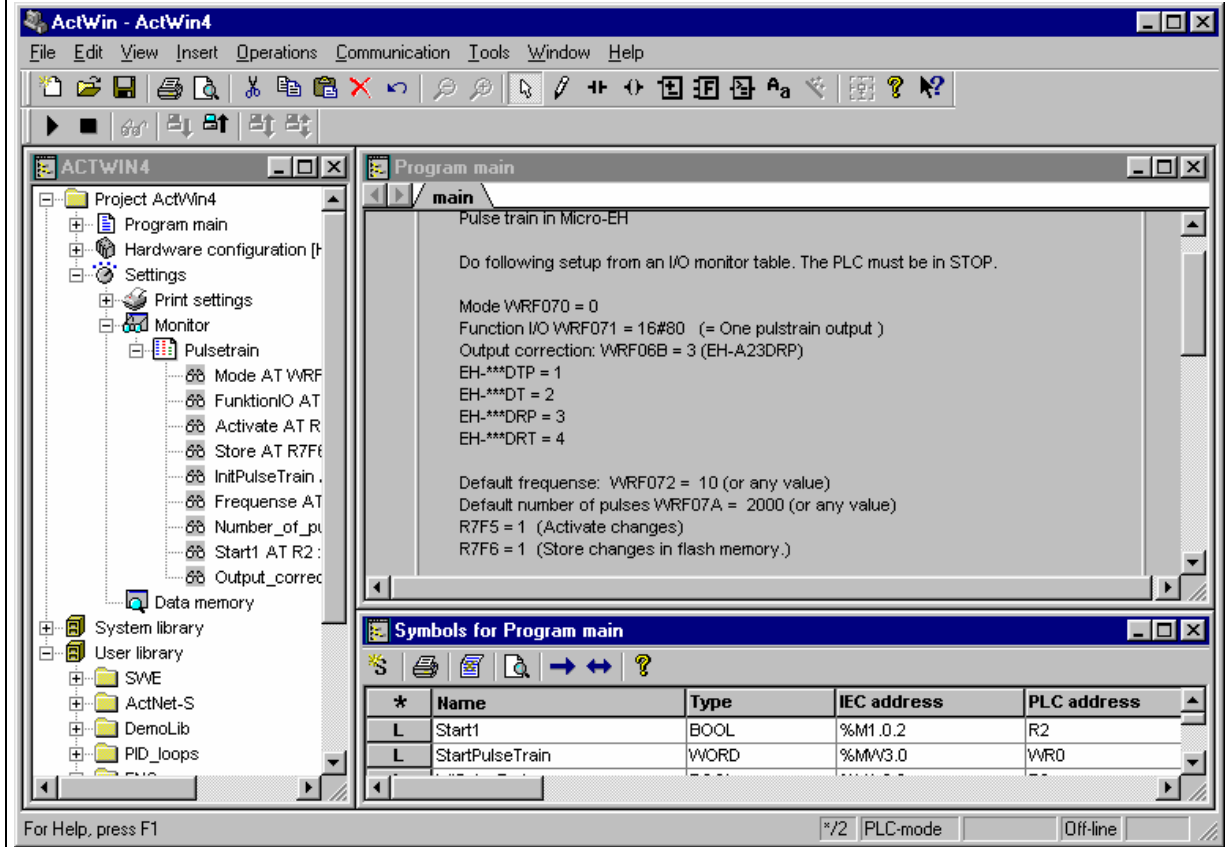 ActWin - ActWin4
File Edit View Insert Operations Communication Tools Window Help
ACTWIN4
Project ActWin4
Program main
Hardware configuration [H
Settings
Print settings
Monitor
Pulsetrain
Mode AT WRF
FunktionIO AT
Activate AT R
Store AT R7F6
InitPulseTrain
Frequense AT
Number_of_pu
Start1 AT R2 :
Output_correc
Data memory
System library
User library
SWE
ActNet-S
DemoLib
PID_loops
Program main
main
Pulse train in Micro-EH
Do following setup from an I/O monitor table. The PLC must be in STOP.
Mode WRF070 = 0
Function I/O WRF071 = 16#80 (= One pulstrain output )
Output correction: WRF06B = 3 (EH-A23DRP)
EH-***DTP = 1
EH-***DT = 2
EH-***DRP = 3
EH-***DRT = 4
Default frequense: WRF072 = 10 (or any value)
Default number of pulses WRF07A = 2000 (or any value)
R7F5 = 1 (Activate changes)
R7F6 = 1 (Store changes in flash memory.)
Symbols for Program main
* Name Type IEC address PLC address
L Start1 BOOL %M1.0.2 R2
L StartPulseTrain WORD %MW3.0 WR0
For Help, press F1
*/2 PLC-mode Off-line